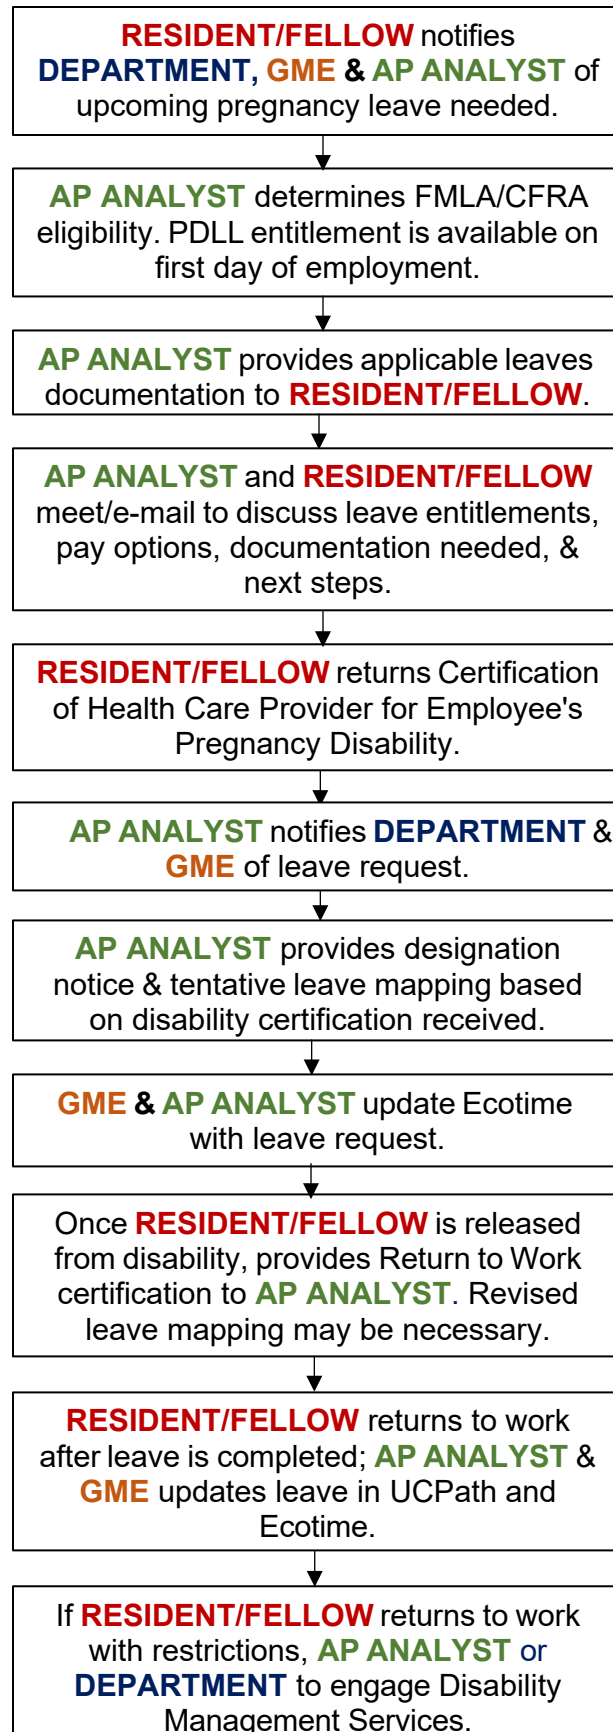 RESIDENT/FELLOW notifies
DEPARTMENT, GME & AP ANALYST of
upcoming pregnancy leave needed.
AP ANALYST determines FMLA/CFRA
eligibility. PDLL entitlement is available on
first day of employment.
AP ANALYST provides applicable leaves
documentation to RESIDENT/FELLOW.
AP ANALYST and RESIDENT/FELLOW
meet/e-mail to discuss leave entitlements,
pay options, documentation needed, &
next steps.
RESIDENT/FELLOW returns Certification
of Health Care Provider for Employee's
Pregnancy Disability.
AP ANALYST notifies DEPARTMENT &
GME of leave request.
AP ANALYST provides designation
notice & tentative leave mapping based
on disability certification received.
GME & AP ANALYST update Ecotime
with leave request.
Once RESIDENT/FELLOW is released
from disability, provides Return to Work
certification to AP ANALYST. Revised
leave mapping may be necessary.
RESIDENT/FELLOW returns to work
after leave is completed; AP ANALYST &
GME updates leave in UCPath and
Ecotime.
If RESIDENT/FELLOW returns to work
with restrictions, AP ANALYST or
DEPARTMENT to engage Disability
Management Services.